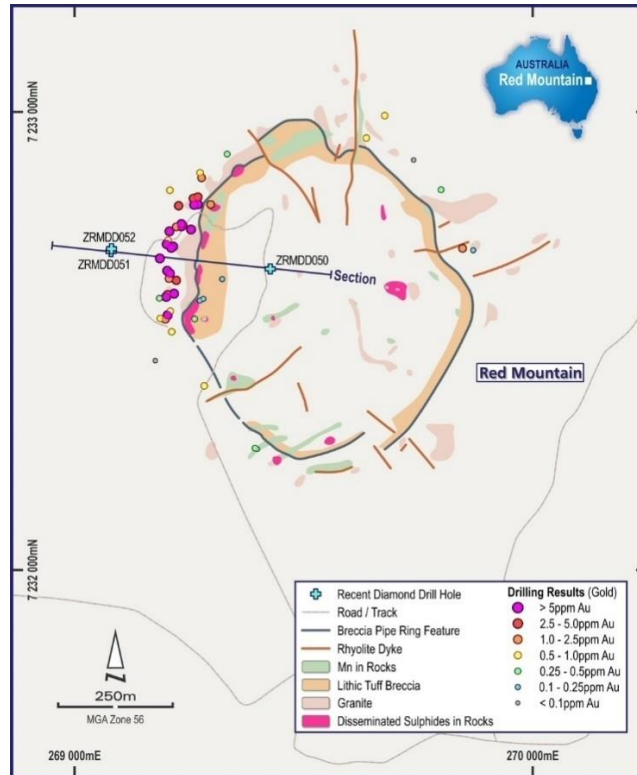 AUSTRALIA
Red Mountain
7 233 000mN
ZRMDD052
ZRMDD051
ZRMDD050
Section
Red Mountain
7 232 000mN
Recent Diamond Drill Hole
Road / Track
Breccia Pipe Ring Feature
Rhyolite Dyke
Mn in Rocks
Lithic Tuff Breccia
Granite
Disseminated Sulphides in Rocks
Drilling Results (Gold)
> 5ppm Au
2.5 - 5.0ppm Au
1.0 - 2.5ppm Au
0.5 - 1.0ppm Au
0.25 - 0.5ppm Au
0.1 - 0.25ppm Au
< 0.1ppm Au
N
250m
MGA Zone 56
269 000mE
270 000mE